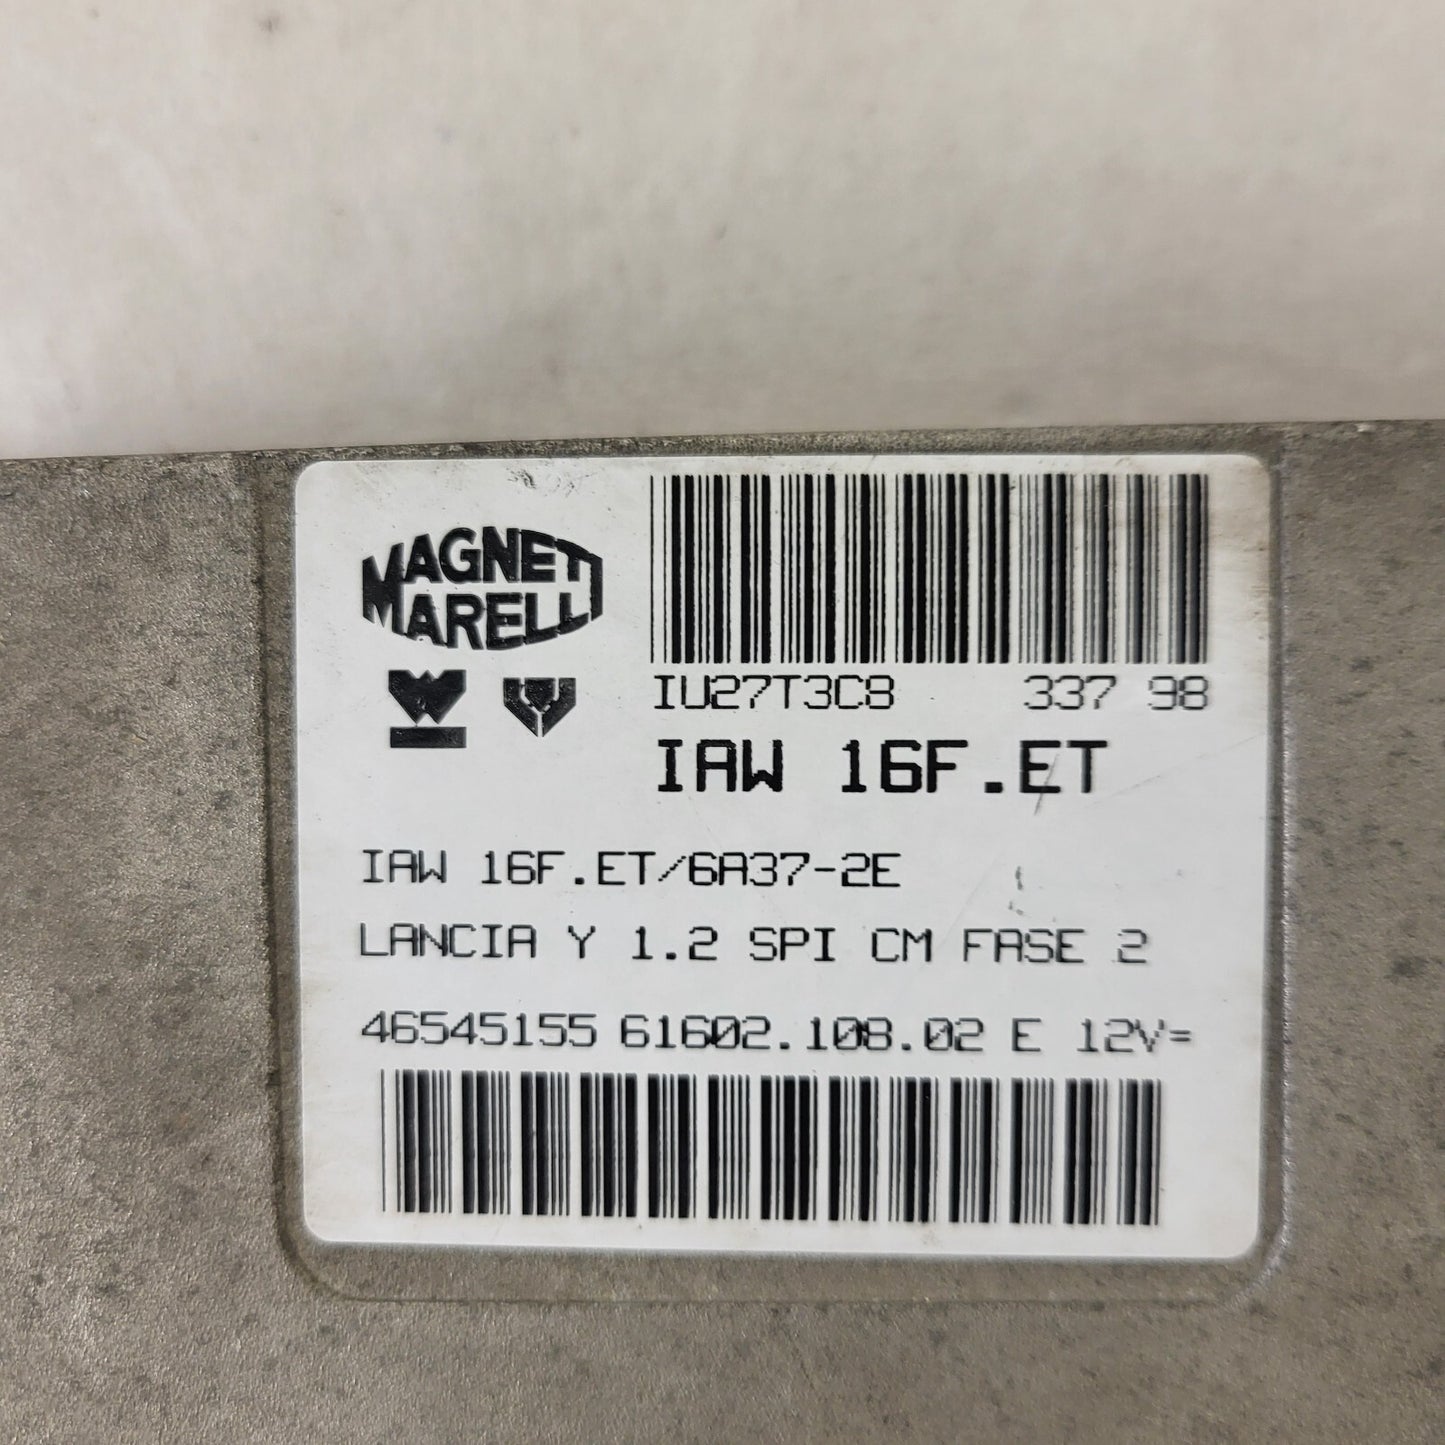 MAGNETI MARELLI
IU27T3C8 337 98
IAW 16F.ET
IAW 16F.ET/6A37-2E
LANCIA Y 1.2 SPI CM FASE 2
46545155 61602.108.02 E 12V=